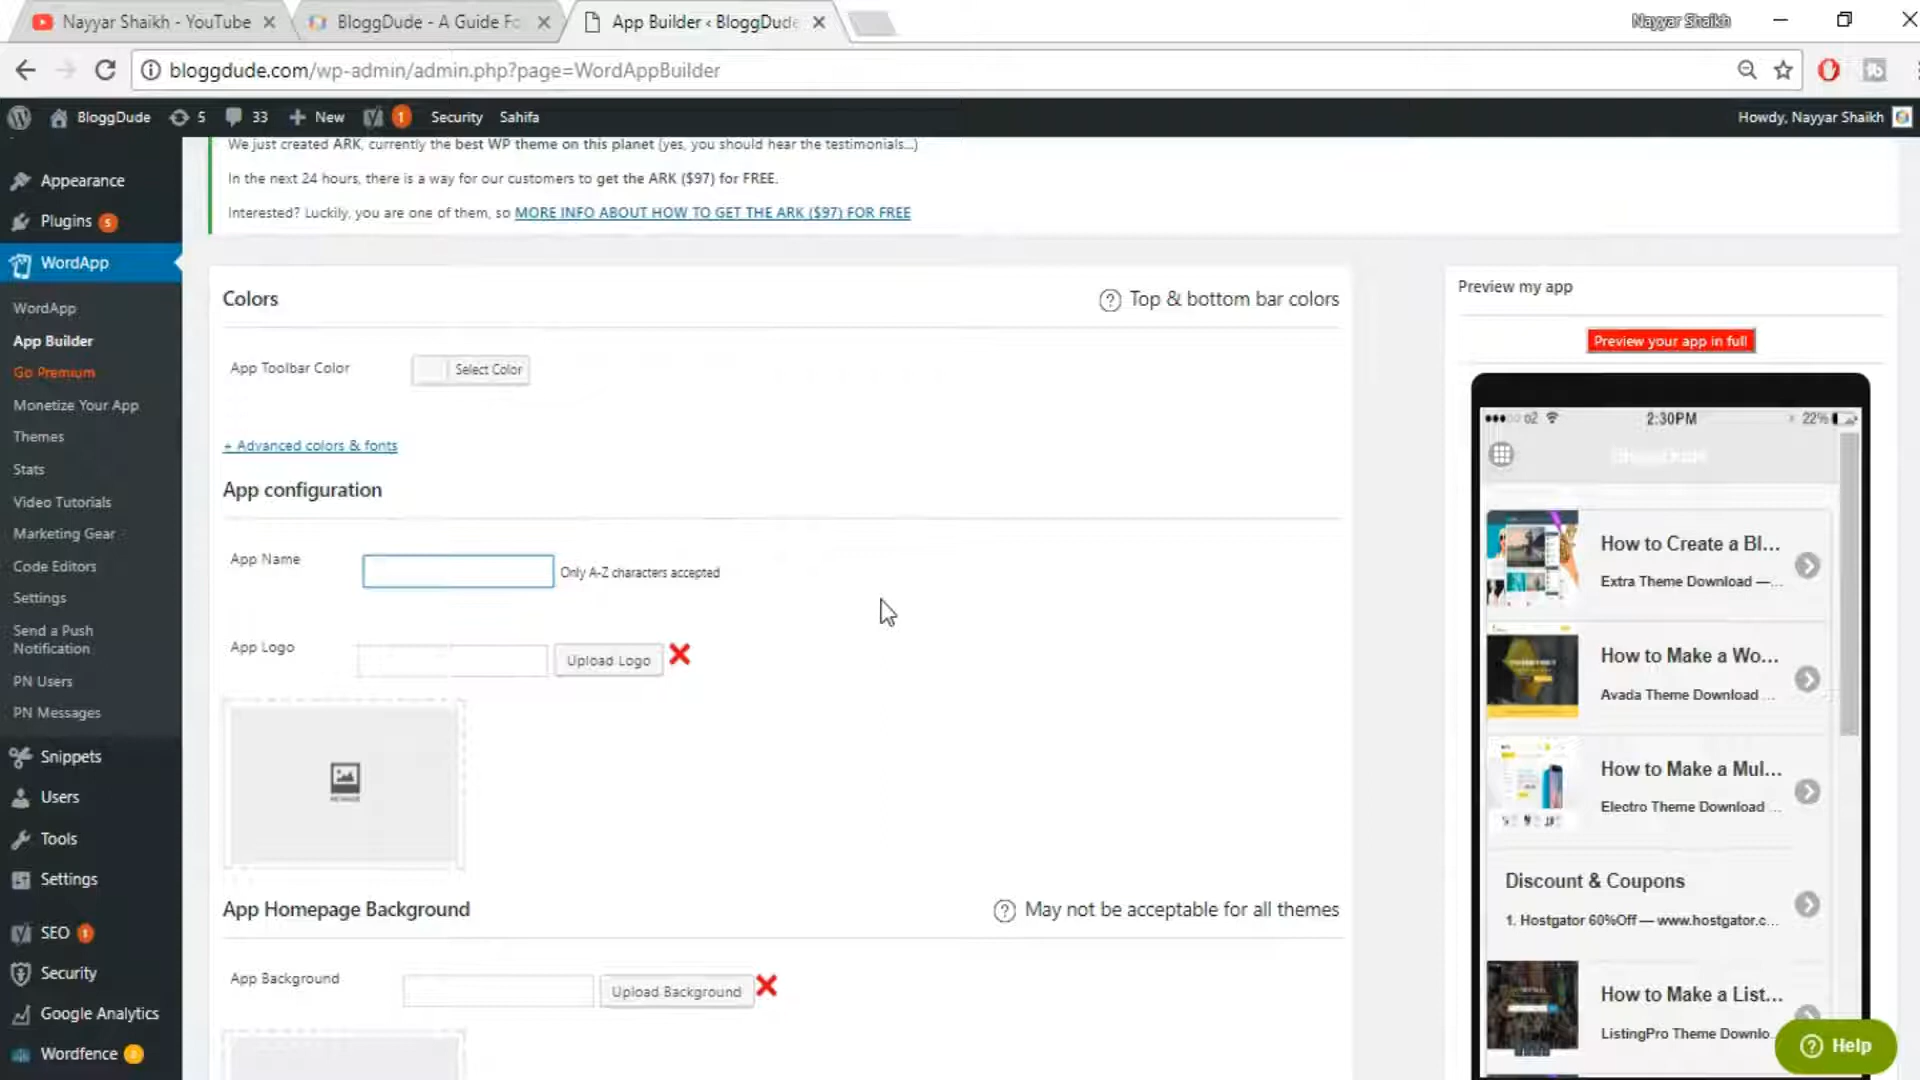 Nayyar Shaikh - YouTube
BloggDude - A Guide Fo
App Builder ‹ BloggDude
Nayyar Shaikh
bloggdude.com/wp-admin/admin.php?page=WordAppBuilder
BloggDude 5 33 New 1 Security Sahifa
Howdy, Nayyar Shaikh
We just created ARK, currently the best WP theme on this planet (yes, you should hear the testimonials...)
In the next 24 hours, there is a way for our customers to get the ARK ($97) for FREE.
Interested? Luckily, you are one of them, so MORE INFO ABOUT HOW TO GET THE ARK ($97) FOR FREE
Appearance
Plugins 5
WordApp
WordApp
App Builder
Go Premium
Monetize Your App
Themes
Stats
Video Tutorials
Marketing Gear
Code Editors
Settings
Send a Push
Notification
PN Users
PN Messages
Snippets
Users
Tools
Settings
SEO 1
Security
Google Analytics
Wordfence
Colors
Top & bottom bar colors
App Toolbar Color
Select Color
+ Advanced colors & fonts
App configuration
App Name
Only A-Z characters accepted
App Logo
Upload Logo
App Homepage Background
May not be acceptable for all themes
App Background
Upload Background
Preview my app
Preview your app in full
o2 2:30PM 22%
How to Create a Bl...
Extra Theme Download —...
How to Make a Wo...
Avada Theme Download ...
How to Make a Mul...
Electro Theme Download ...
Discount & Coupons
1. Hostgator 60%Off — www.hostgator.c...
How to Make a List...
ListingPro Theme Downlo
Help